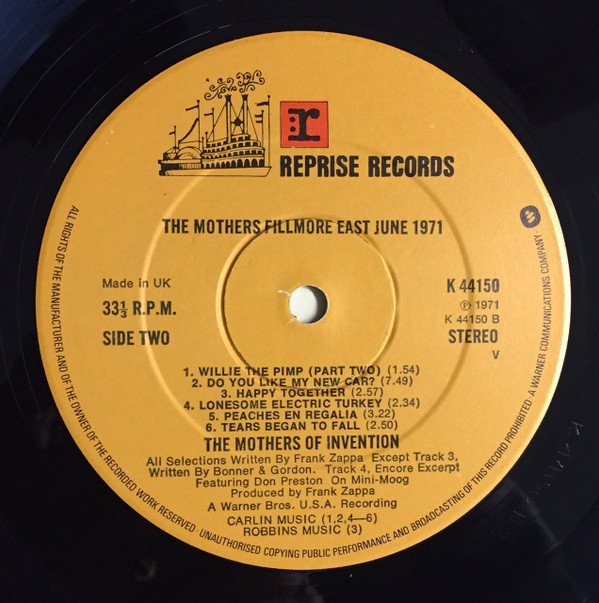 r:
REPRISE RECORDS
THE MOTHERS FILLMORE EAST JUNE 1971
Made in UK
33⅓ R.P.M.
SIDE TWO
K 44150
℗ 1971
K 44150 B
STEREO
V
1. WILLIE THE PIMP (PART TWO) (1.54)
2. DO YOU LIKE MY NEW CAR? (7.49)
3. HAPPY TOGETHER (2.57)
4. LONESOME ELECTRIC TURKEY (2.34)
5. PEACHES EN REGALIA (3.22)
6. TEARS BEGAN TO FALL (2.50)
THE MOTHERS OF INVENTION
All Selections Written By Frank Zappa Except Track 3,
Written By Bonner & Gordon. Track 4, Encore Excerpt
Featuring Don Preston On Mini-Moog
Produced by Frank Zappa
A Warner Bros. U.S.A. Recording
CARLIN MUSIC (1,2,4—6)
ROBBINS MUSIC (3)
ALL RIGHTS OF THE MANUFACTURER AND OF THE OWNER OF THE RECORDED WORK RESERVED · UNAUTHORISED COPYING PUBLIC PERFORMANCE AND BROADCASTING OF THIS RECORD PROHIBITED · A WARNER COMMUNICATIONS COMPANY ·